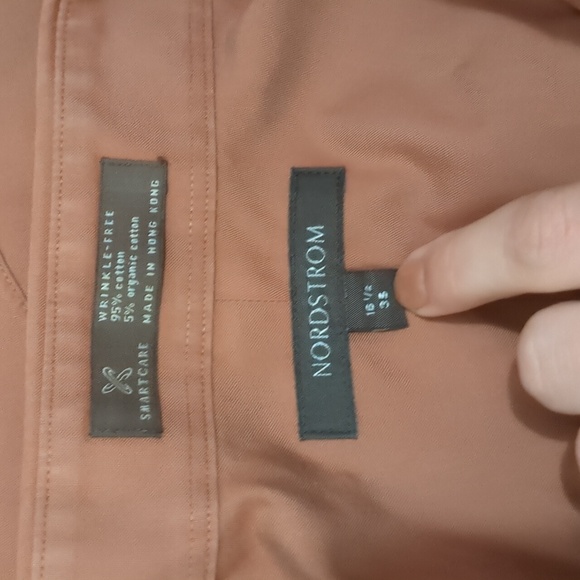 SMARTCARE
WRINKLE-FREE
95% cotton
5% organic cotton
MADE IN HONG KONG
NORDSTROM
16 1/2
35